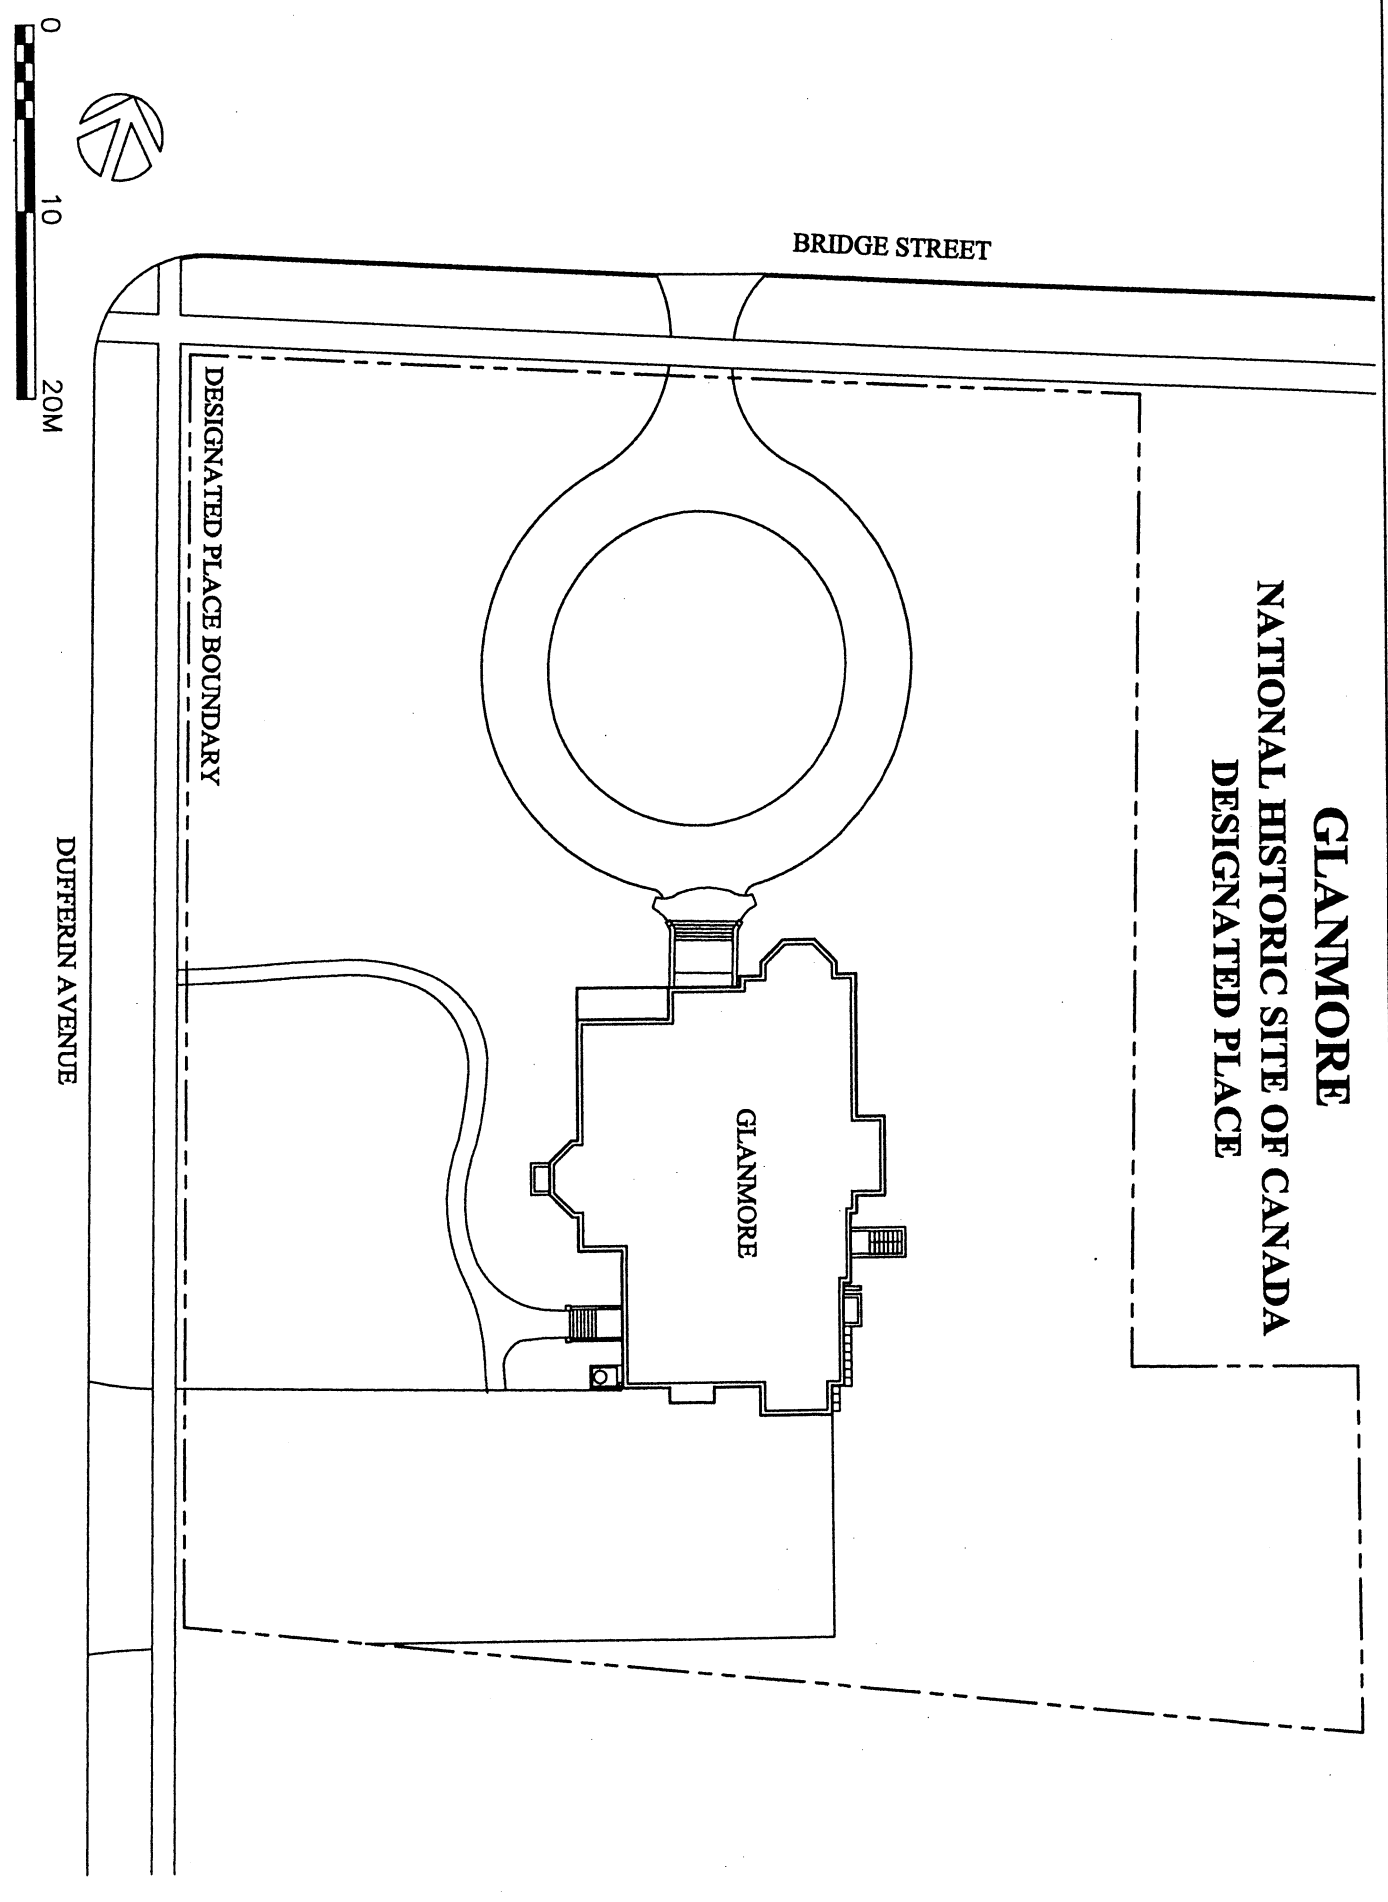 GLANMORE
NATIONAL HISTORIC SITE OF CANADA
DESIGNATED PLACE
BRIDGE STREET
DESIGNATED PLACE BOUNDARY
DUFFERIN AVENUE
GLANMORE
0 10 20M